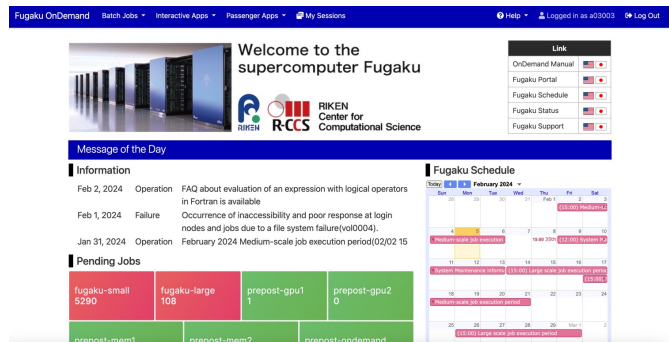 Fugaku OnDemand Batch Jobs Interactive Apps Passenger Apps My Sessions Help Logged in as a03003 Log Out
Welcome to the
supercomputer Fugaku
RIKEN
R-CCS
RIKEN
Center for
Computational Science
Link
OnDemand Manual
Fugaku Portal
Fugaku Schedule
Fugaku Status
Fugaku Support
Message of the Day
Information
Feb 2, 2024 Operation FAQ about evaluation of an expression with logical operators
in Fortran is available
Feb 1, 2024 Failure Occurrence of inaccessibility and poor response at login
nodes and jobs due to a file system failure(vol0004).
Jan 31, 2024 Operation February 2024 Medium-scale job execution period(02/02 15
Pending Jobs
fugaku-small
5290
fugaku-large
108
prepost-gpu1
1
prepost-gpu2
0
prepost-mem1
prepost-mem2
prepost-ondemand
Fugaku Schedule
Today February 2024
Sun Mon Tue Wed Thu Fri Sat
28 29 30 31 Feb 1 2 3
(15:00) Medium-
4 5 6 7 8 9 10
Medium-scale job execution
(12:00) System
11 12 13 14 15 16 17
System Maintenance Informa (15:00) Large scale job execution perio
(15:00)
18 19 20 21 22 23 24
Medium-scale job execution period
25 26 27 28 29 Mar 1 2
(15:00) Large scale job execution period